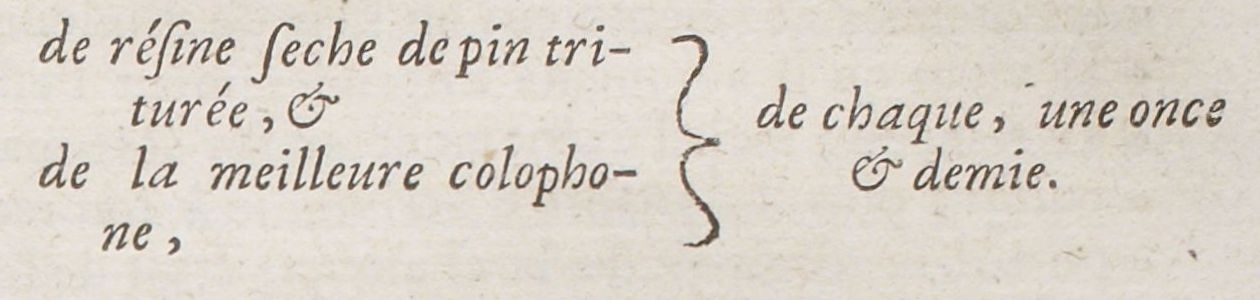 de réſine ſeche de pin tri-
turée, &
de la meilleure colopho-
ne,
de chaque, une once
& demie.